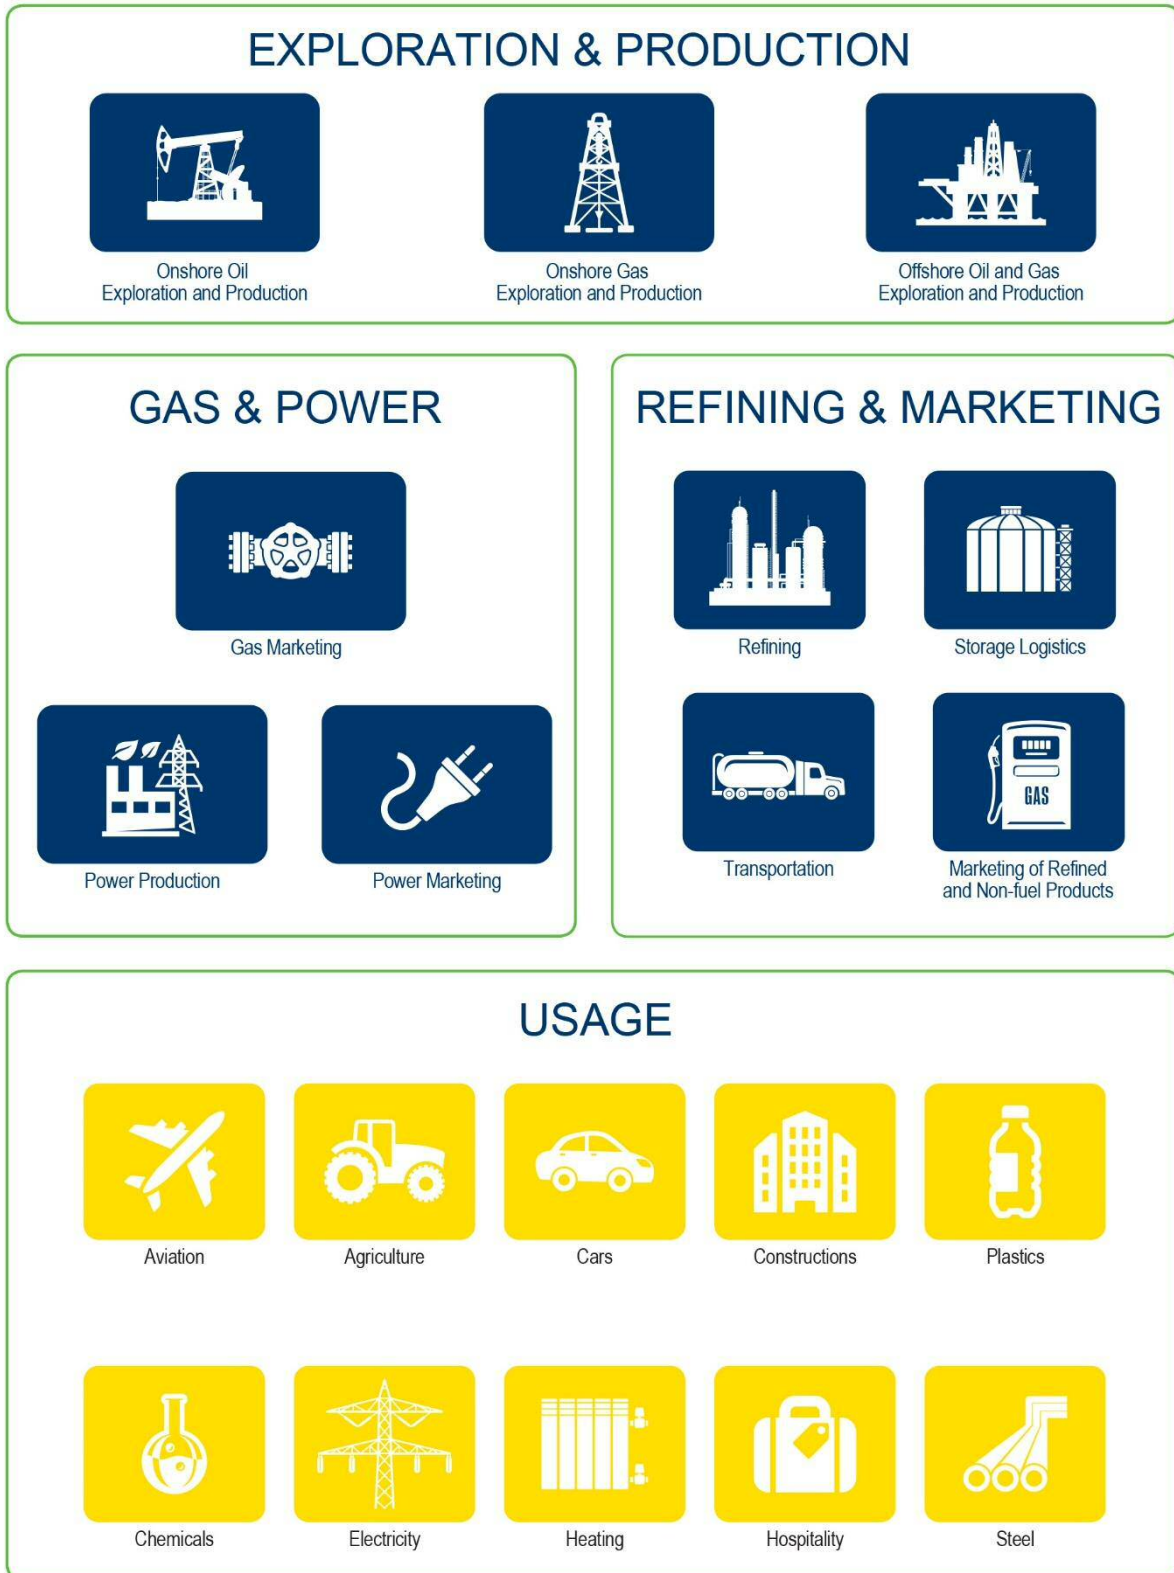 EXPLORATION & PRODUCTION
Onshore Oil
Exploration and Production
Onshore Gas
Exploration and Production
Offshore Oil and Gas
Exploration and Production
GAS & POWER
Gas Marketing
Power Production
Power Marketing
REFINING & MARKETING
Refining
Storage Logistics
Transportation
GAS
Marketing of Refined
and Non-fuel Products
USAGE
Aviation
Agriculture
Cars
Constructions
Plastics
Chemicals
Electricity
Heating
Hospitality
Steel